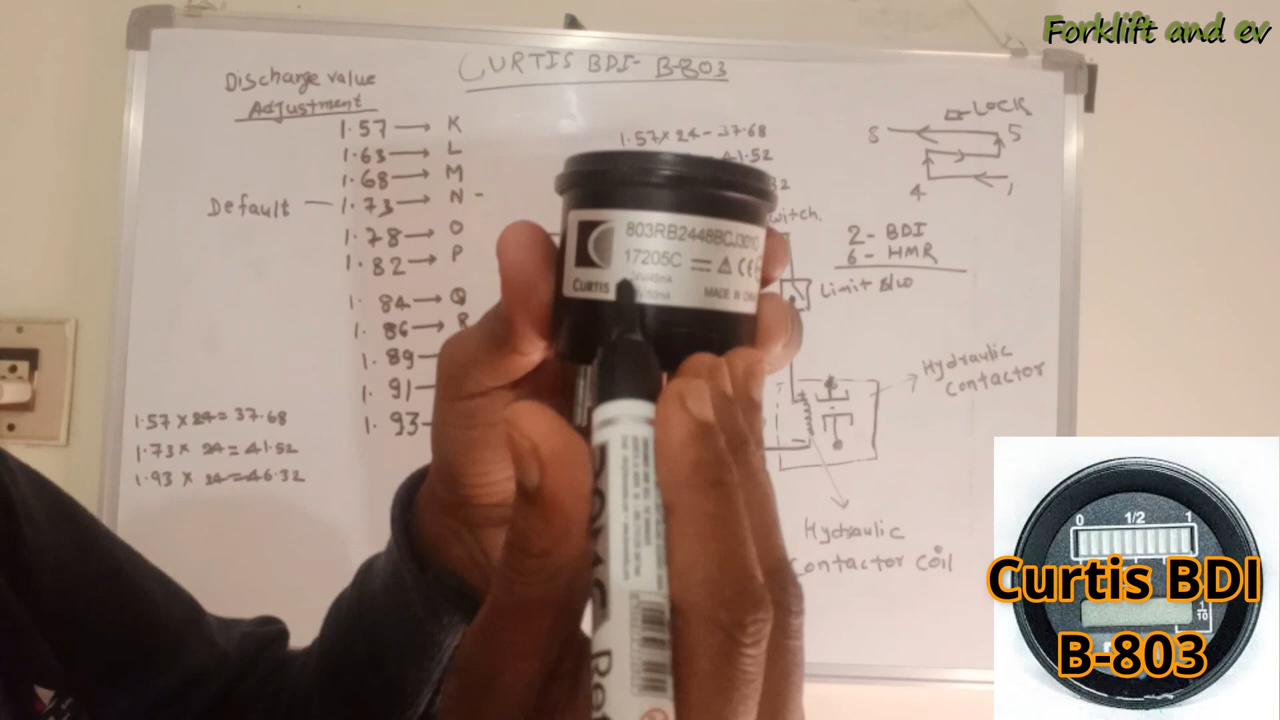 Forklift and ev
CURTIS BDI- B-803
Discharge value
Adjustment
1.57 → K
1.63 → L
1.68 → M
Default — 1.73 → N -
1.78 → O
1.82 → P
1.84 → Q
1.86 → R
1.89
1.91
1.93
1.57 × 24 = 37.68
1.73 × 24 = 41.52
1.93 × 24 = 46.32
1.57 × 24 - 37.68
41.52
LOCK
8 5
4 1
2 - BDI
6 - HMR
Limit
Hydraulic
contactor
Hydraulic
contactor coil
803RB2448BCJ3010
17205C
CURTIS
MADE IN
0 1/2 1
Curtis BDI
1/10
B-803